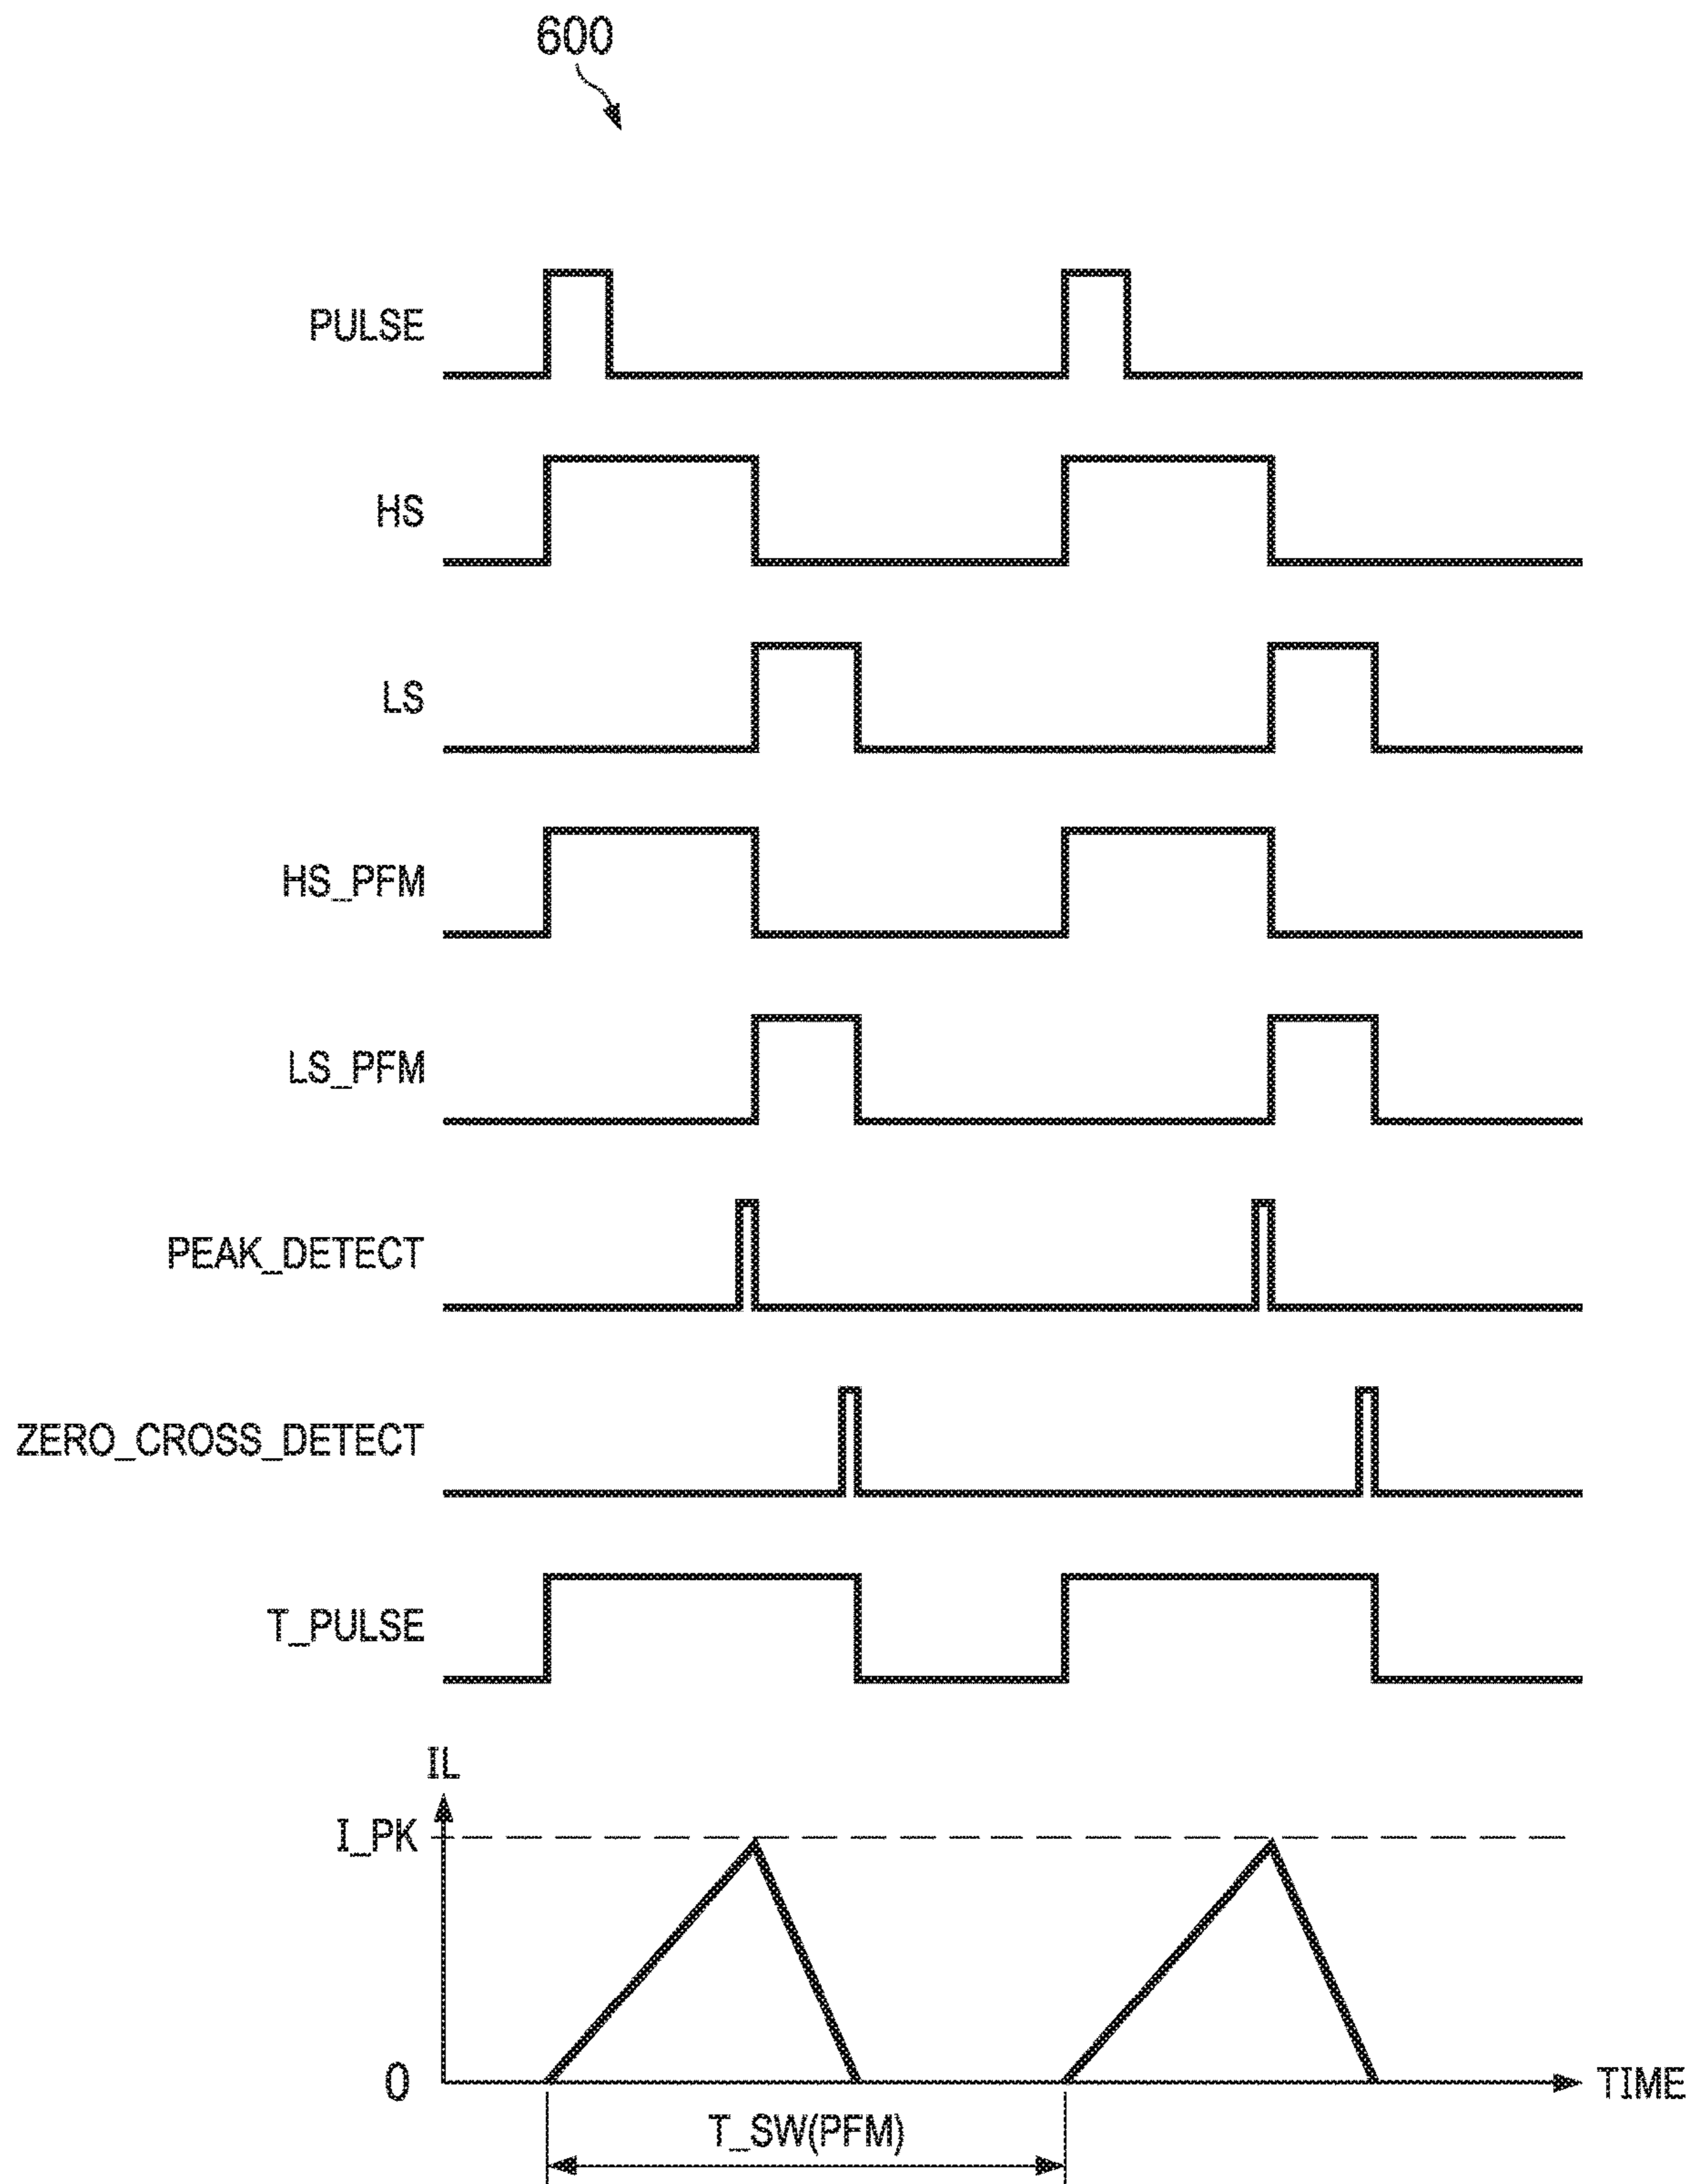 600
PULSE
HS
LS
HS_PFM
LS_PFM
PEAK_DETECT
ZERO_CROSS_DETECT
T_PULSE
IL
I_PK
0
TIME
T_SW(PFM)